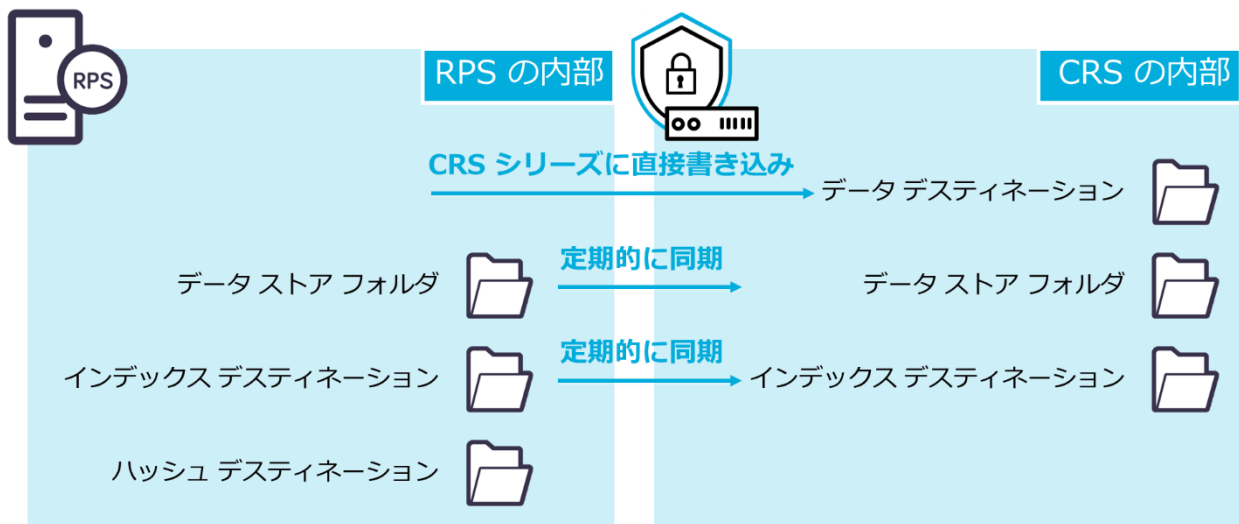 RPS
RPS の内部
CRS の内部
CRS シリーズに直接書き込み
データ デスティネーション
データ ストア フォルダ
定期的に同期
データ ストア フォルダ
インデックス デスティネーション
定期的に同期
インデックス デスティネーション
ハッシュ デスティネーション